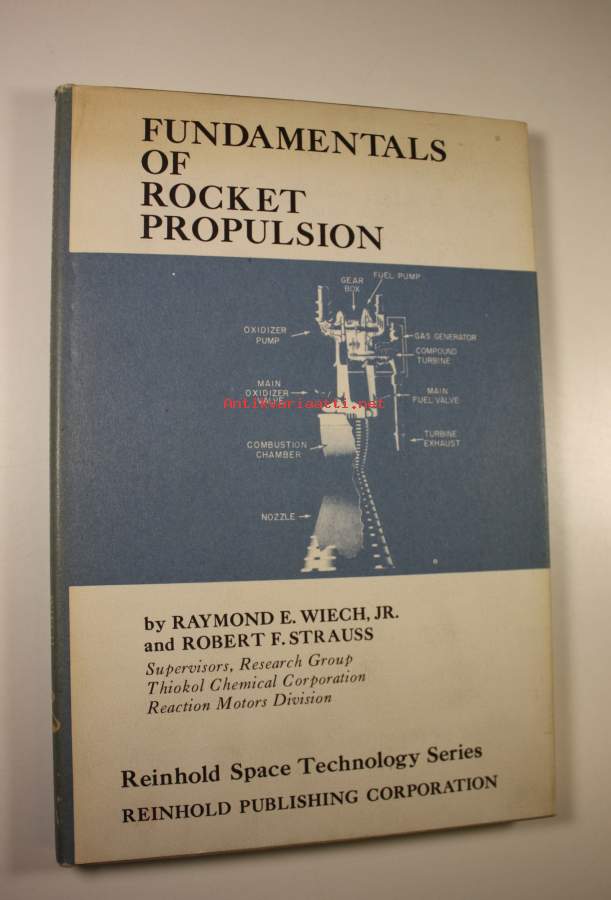 FUNDAMENTALS
OF
ROCKET
PROPULSION
GEAR
BOX
FUEL PUMP
OXIDIZER
PUMP
GAS GENERATOR
COMPOUND
TURBINE
MAIN
OXIDIZER
VALVE
MAIN
FUEL VALVE
Antikvariaatti.net
COMBUSTION
CHAMBER
TURBINE
EXHAUST
NOZZLE
by RAYMOND E. WIECH, JR.
and ROBERT F. STRAUSS
Supervisors, Research Group
Thiokol Chemical Corporation
Reaction Motors Division
Reinhold Space Technology Series
REINHOLD PUBLISHING CORPORATION